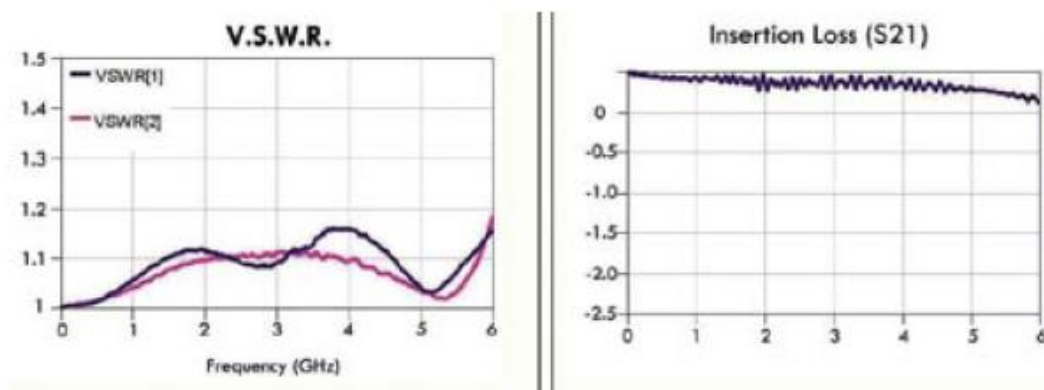 V.S.W.R.
1.5
VSWR[1]
1.4
VSWR[2]
1.3
1.2
1.1
1
0 1 2 3 4 5 6
Frequency (GHz)
Insertion Loss (S21)
0
-0.5
-1.0
-1.5
-2.0
-2.5
0 1 2 3 4 5 6